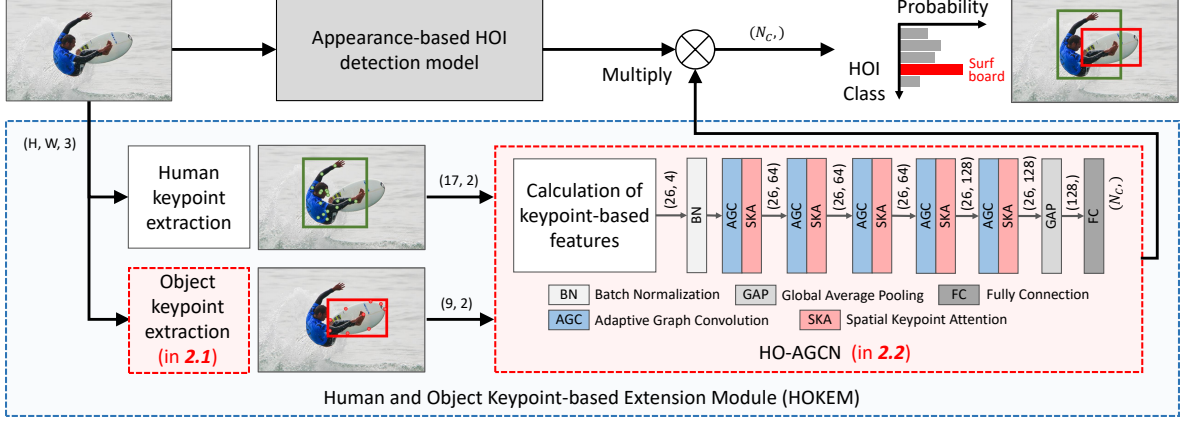 Appearance-based HOI
detection model
Multiply
(N_C,)
Probability
HOI
Class
Surf
board
(H, W, 3)
Human
keypoint
extraction
(17, 2)
Object
keypoint
extraction
(in 2.1)
(9, 2)
Calculation of
keypoint-based
features
(26, 4)
BN
AGC
SKA
(26, 64)
AGC
SKA
(26, 64)
AGC
SKA
(26, 64)
AGC
SKA
(26, 128)
AGC
SKA
(26, 128)
GAP
(128,)
FC
(N_C,)
BN Batch Normalization
GAP Global Average Pooling
FC Fully Connection
AGC Adaptive Graph Convolution
SKA Spatial Keypoint Attention
HO-AGCN (in 2.2)
Human and Object Keypoint-based Extension Module (HOKEM)